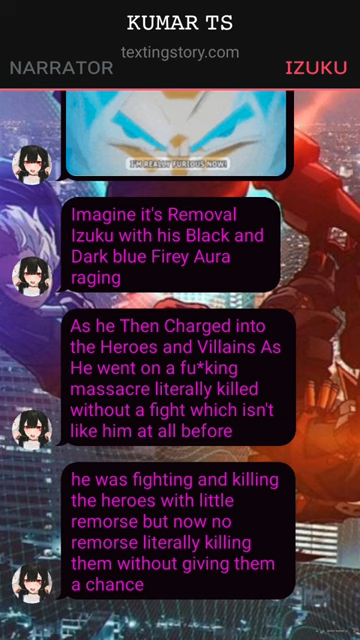 KUMAR TS
textingstory.com
NARRATOR
IZUKU
I'M REALLY FURIOUS NOW!
Imagine it's Removal
Izuku with his Black and
Dark blue Firey Aura
raging
As he Then Charged into
the Heroes and Villains As
He went on a fu*king
massacre literally killed
without a fight which isn't
like him at all before
he was fighting and killing
the heroes with little
remorse but now no
remorse literally killing
them without giving them
a chance